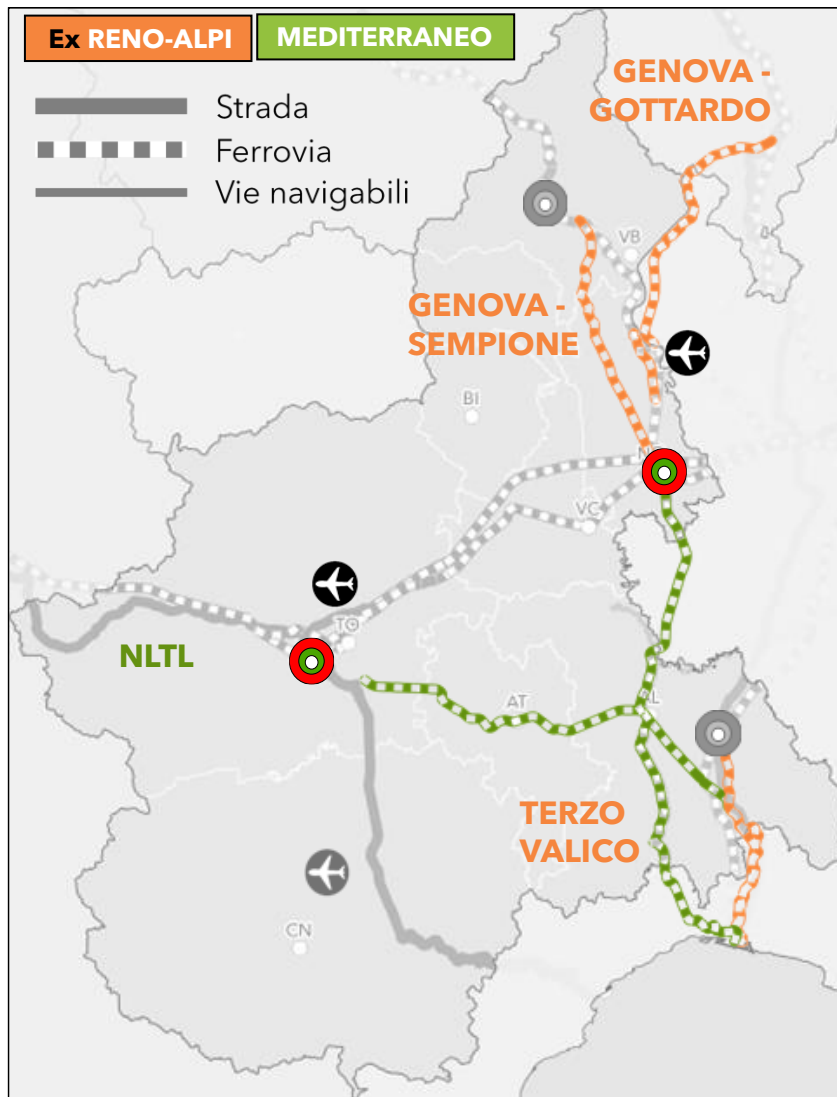 Ex RENO-ALPI
MEDITERRANEO
GENOVA -
GOTTARDO
Strada
Ferrovia
Vie navigabili
VB
GENOVA -
SEMPIONE
BI
VC
TO
NLTL
AT
AL
TERZO
VALICO
CN